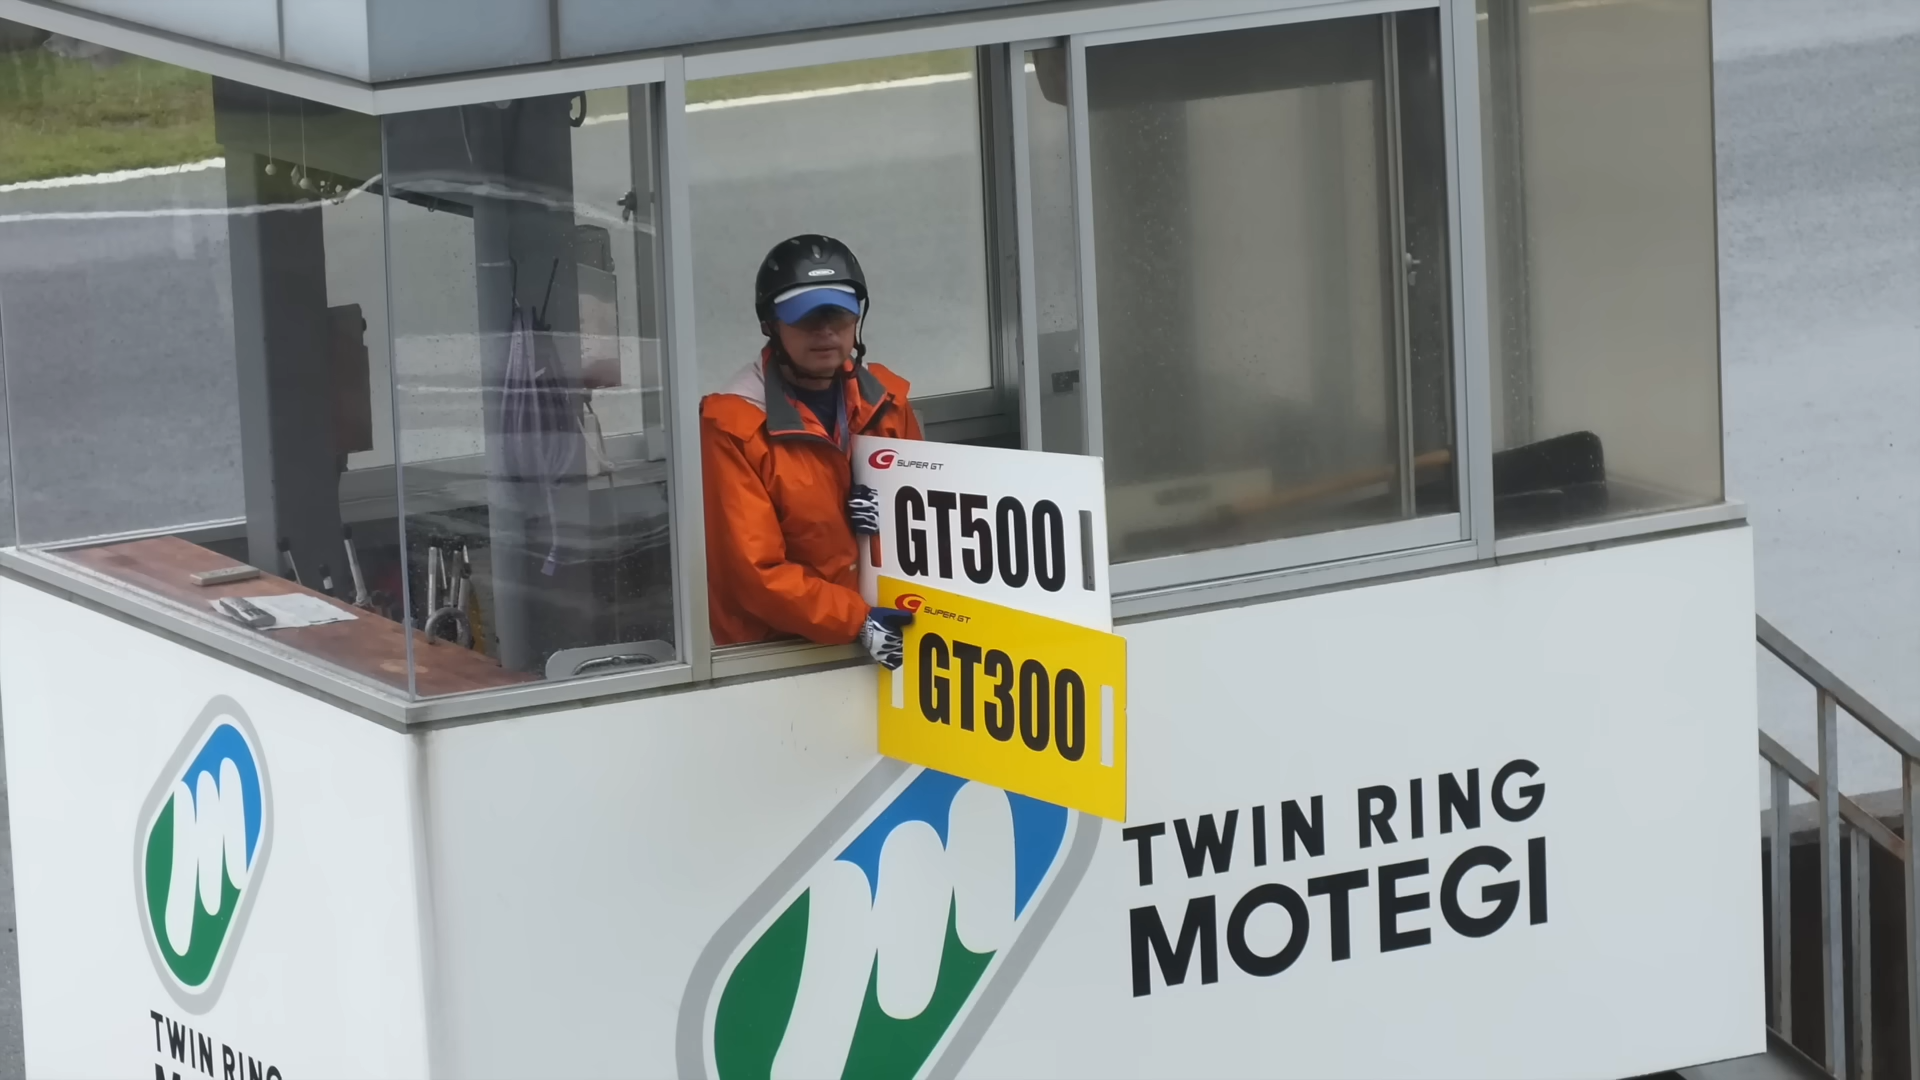 SUPER GT
GT500
SUPER GT
GT300
TWIN RING
MOTEGI
TWIN RING